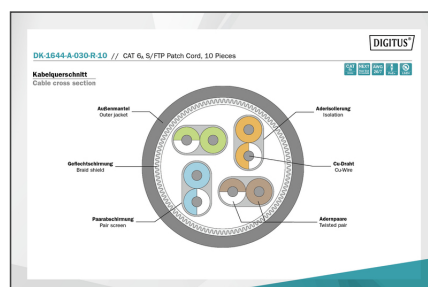 DIGITUS®
DK-1644-A-030-R-10 // CAT 6A S/FTP Patch Cord, 10 Pieces
Kabelquerschnitt
Cable cross section
Außenmantel
Outer jacket
Aderisolierung
Isolation
Geflechtschirmung
Braid shield
Cu-Draht
Cu-Wire
Paarabschirmung
Pair screen
Adernpaare
Twisted pair